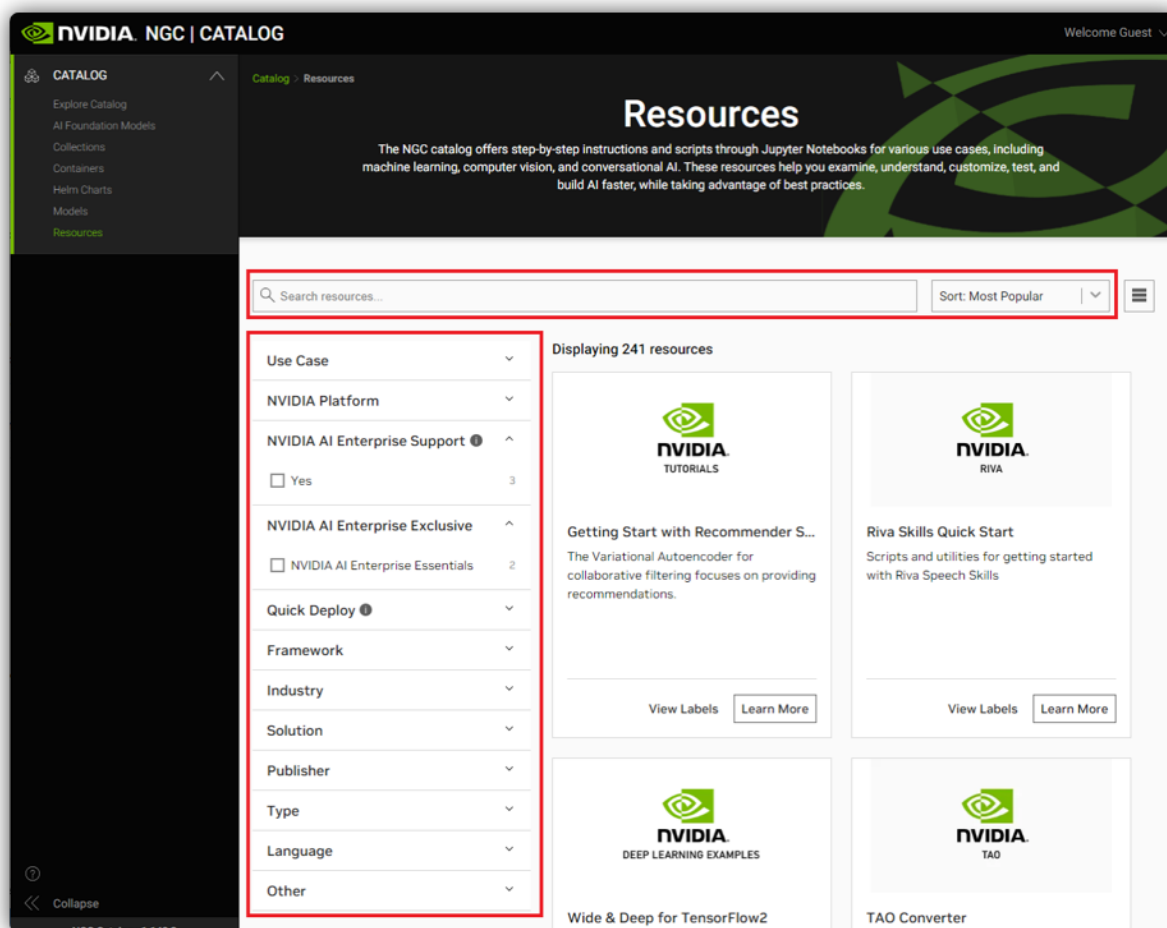 NVIDIA. NGC | CATALOG
Welcome Guest
CATALOG
Explore Catalog
AI Foundation Models
Collections
Containers
Helm Charts
Models
Resources
Catalog > Resources
Resources
The NGC catalog offers step-by-step instructions and scripts through Jupyter Notebooks for various use cases, including
machine learning, computer vision, and conversational AI. These resources help you examine, understand, customize, test, and
build AI faster, while taking advantage of best practices.
Search resources...
Sort: Most Popular
Use Case
NVIDIA Platform
NVIDIA AI Enterprise Support
Yes 3
NVIDIA AI Enterprise Exclusive
NVIDIA AI Enterprise Essentials 2
Quick Deploy
Framework
Industry
Solution
Publisher
Type
Language
Other
Displaying 241 resources
NVIDIA.
TUTORIALS
Getting Start with Recommender S...
The Variational Autoencoder for
collaborative filtering focuses on providing
recommendations.
View Labels
Learn More
NVIDIA.
RIVA
Riva Skills Quick Start
Scripts and utilities for getting started
with Riva Speech Skills
View Labels
Learn More
NVIDIA.
DEEP LEARNING EXAMPLES
Wide & Deep for TensorFlow2
NVIDIA.
TAO
TAO Converter
Collapse